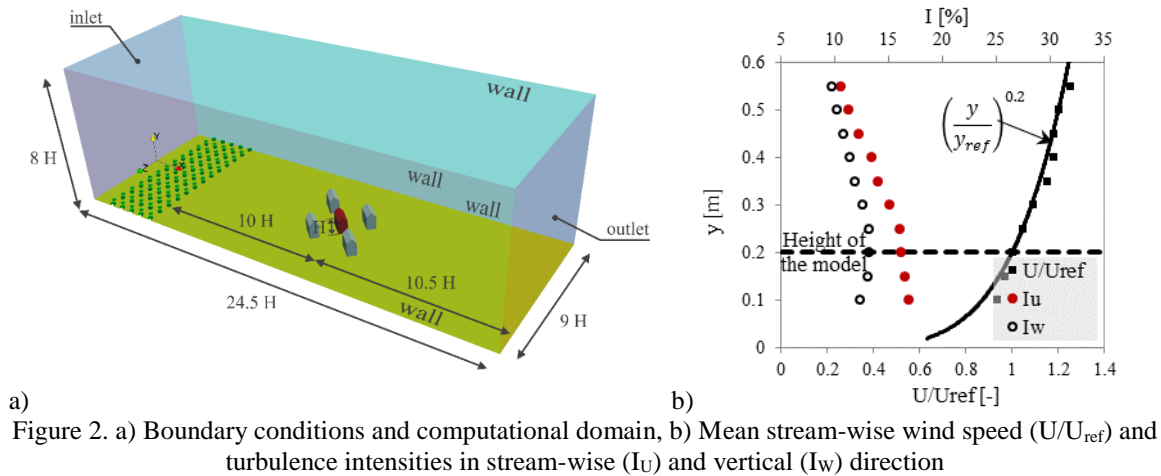 inlet
wall
8 H
Y
Z
X
wall
wall
10 H
H
outlet
10.5 H
24.5 H
wall
9 H
a)
I [%]
5 10 15 20 25 30 35
0.6
0.5
0.4
0.3
0.2
0.1
0
y [m]
(y/y_ref)^0.2
Height of
the model
U/Uref
Iu
Iw
0 0.2 0.4 0.6 0.8 1 1.2 1.4
U/Uref [-]
b)
Figure 2. a) Boundary conditions and computational domain, b) Mean stream-wise wind speed (U/U_ref) and
turbulence intensities in stream-wise (I_U) and vertical (I_W) direction